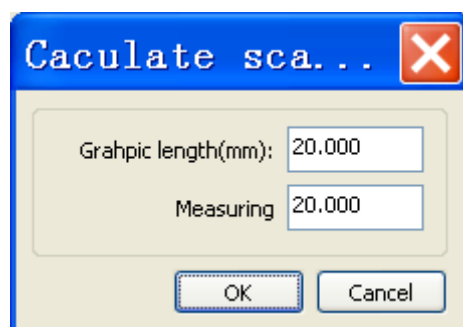 Caculate sca...
Grahpic length(mm): 20.000
Measuring 20.000
OK Cancel